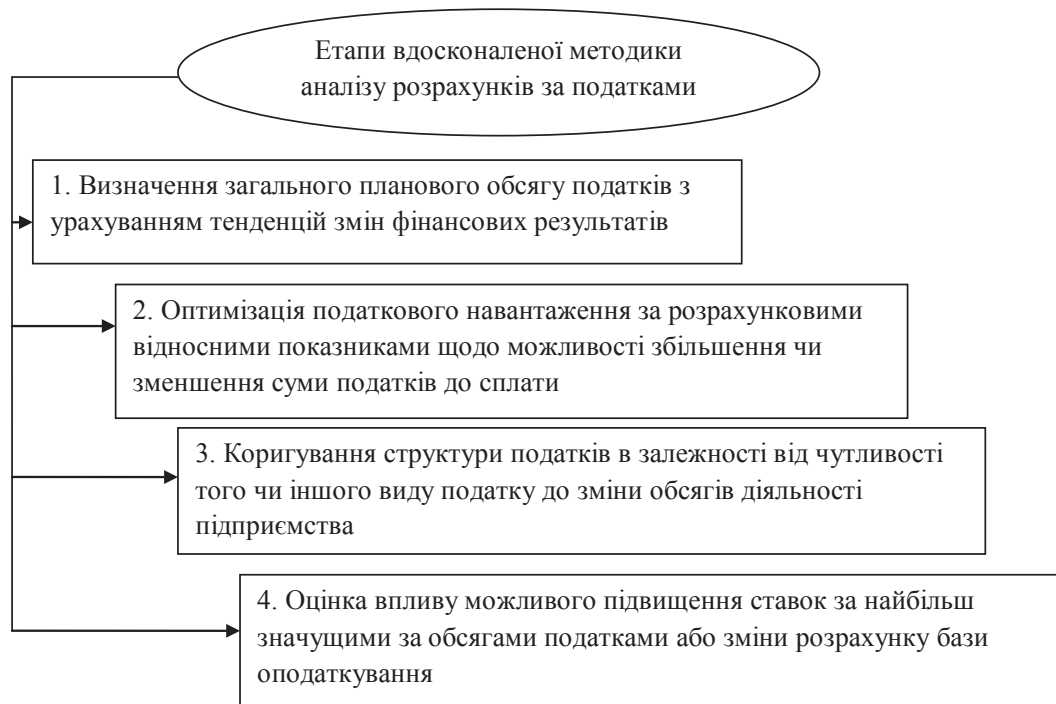 Етапи вдосконаленої методики
аналізу розрахунків за податками
1. Визначення загального планового обсягу податків з
урахуванням тенденцій змін фінансових результатів
2. Оптимізація податкового навантаження за розрахунковими
відносними показниками щодо можливості збільшення чи
зменшення суми податків до сплати
3. Коригування структури податків в залежності від чутливості
того чи іншого виду податку до зміни обсягів діяльності
підприємства
4. Оцінка впливу можливого підвищення ставок за найбільш
значущими за обсягами податками або зміни розрахунку бази
оподаткування